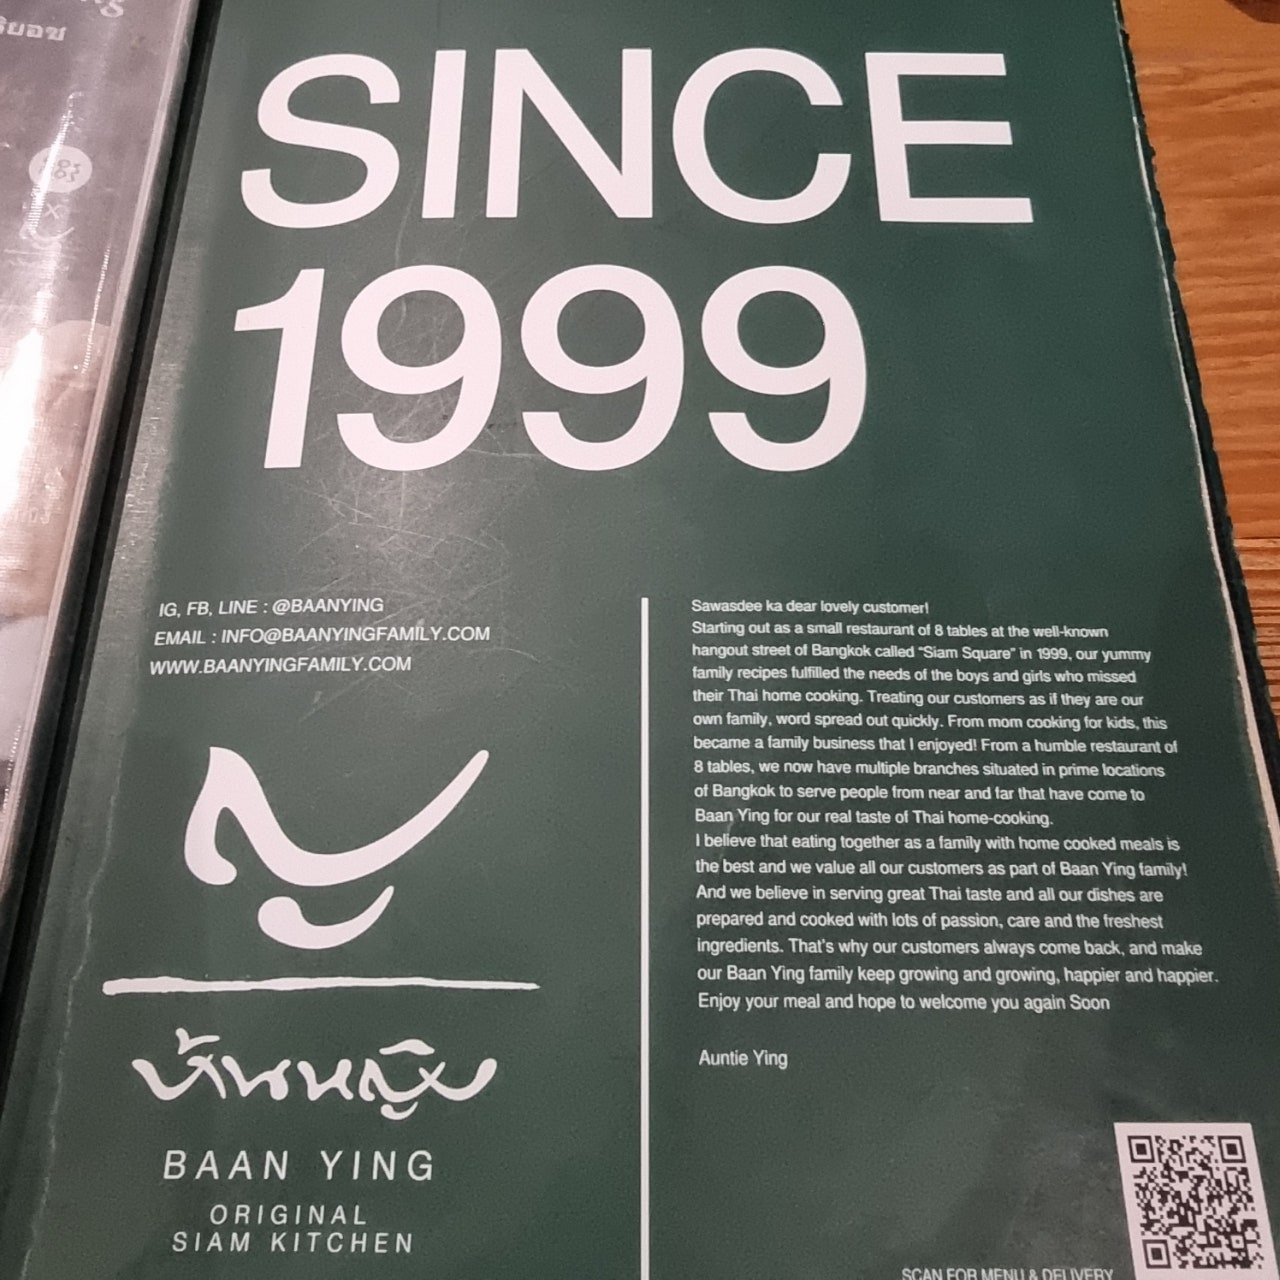 SINCE
1999
IG, FB, LINE : @BAANYING
EMAIL : INFO@BAANYINGFAMILY.COM
WWW.BAANYINGFAMILY.COM
บ้านหญิง
BAAN YING
ORIGINAL
SIAM KITCHEN
Sawasdee ka dear lovely customer!
Starting out as a small restaurant of 8 tables at the well-known
hangout street of Bangkok called "Siam Square" in 1999, our yummy
family recipes fulfilled the needs of the boys and girls who missed
their Thai home cooking. Treating our customers as if they are our
own family, word spread out quickly. From mom cooking for kids, this
became a family business that I enjoyed! From a humble restaurant of
8 tables, we now have multiple branches situated in prime locations
of Bangkok to serve people from near and far that have come to
Baan Ying for our real taste of Thai home-cooking.
I believe that eating together as a family with home cooked meals is
the best and we value all our customers as part of Baan Ying family!
And we believe in serving great Thai taste and all our dishes are
prepared and cooked with lots of passion, care and the freshest
ingredients. That's why our customers always come back, and make
our Baan Ying family keep growing and growing, happier and happier.
Enjoy your meal and hope to welcome you again Soon
Auntie Ying
SCAN FOR MENU & DELIVERY